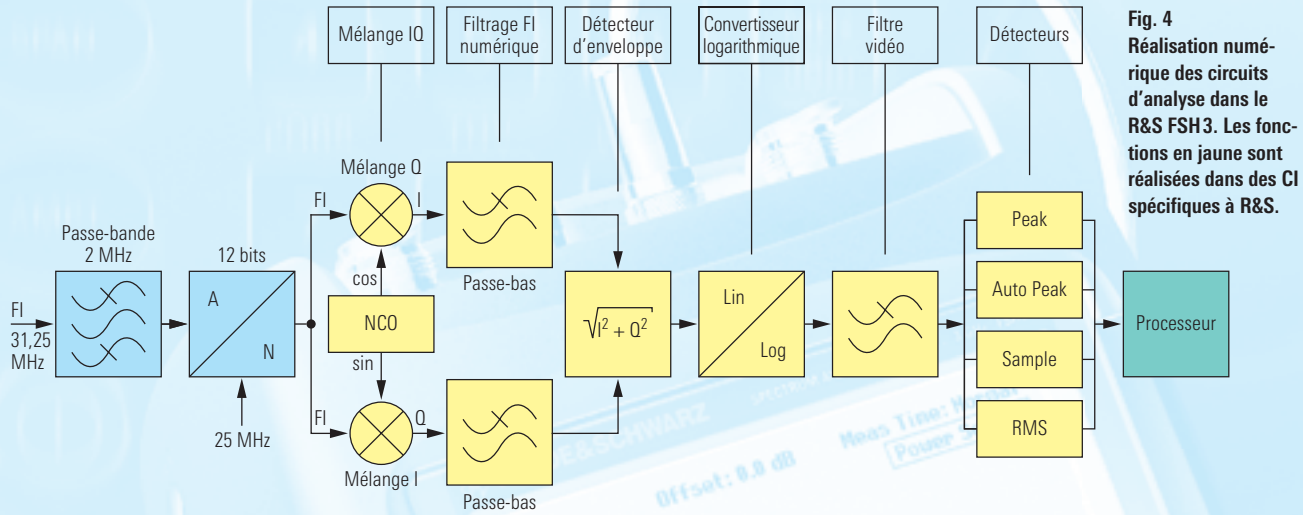 Mélange IQ
Filtrage FI
numérique
Détecteur
d'enveloppe
Convertisseur
logarithmique
Filtre
vidéo
Détecteurs
Fig. 4
Réalisation numé-
rique des circuits
d'analyse dans le
R&S FSH3. Les fonc-
tions en jaune sont
réalisées dans des CI
spécifiques à R&S.
Mélange Q
FI
I
Passe-bande
2 MHz
12 bits
cos
Passe-bas
FI
31,25
MHz
A
N
NCO
√I² + Q²
Lin
Log
Peak
Auto Peak
Sample
RMS
Processeur
sin
25 MHz
FI
Q
Mélange I
Passe-bas
E&SCHWARZ
Meas Time: Normal
Power S
Offset: 0.0 dB